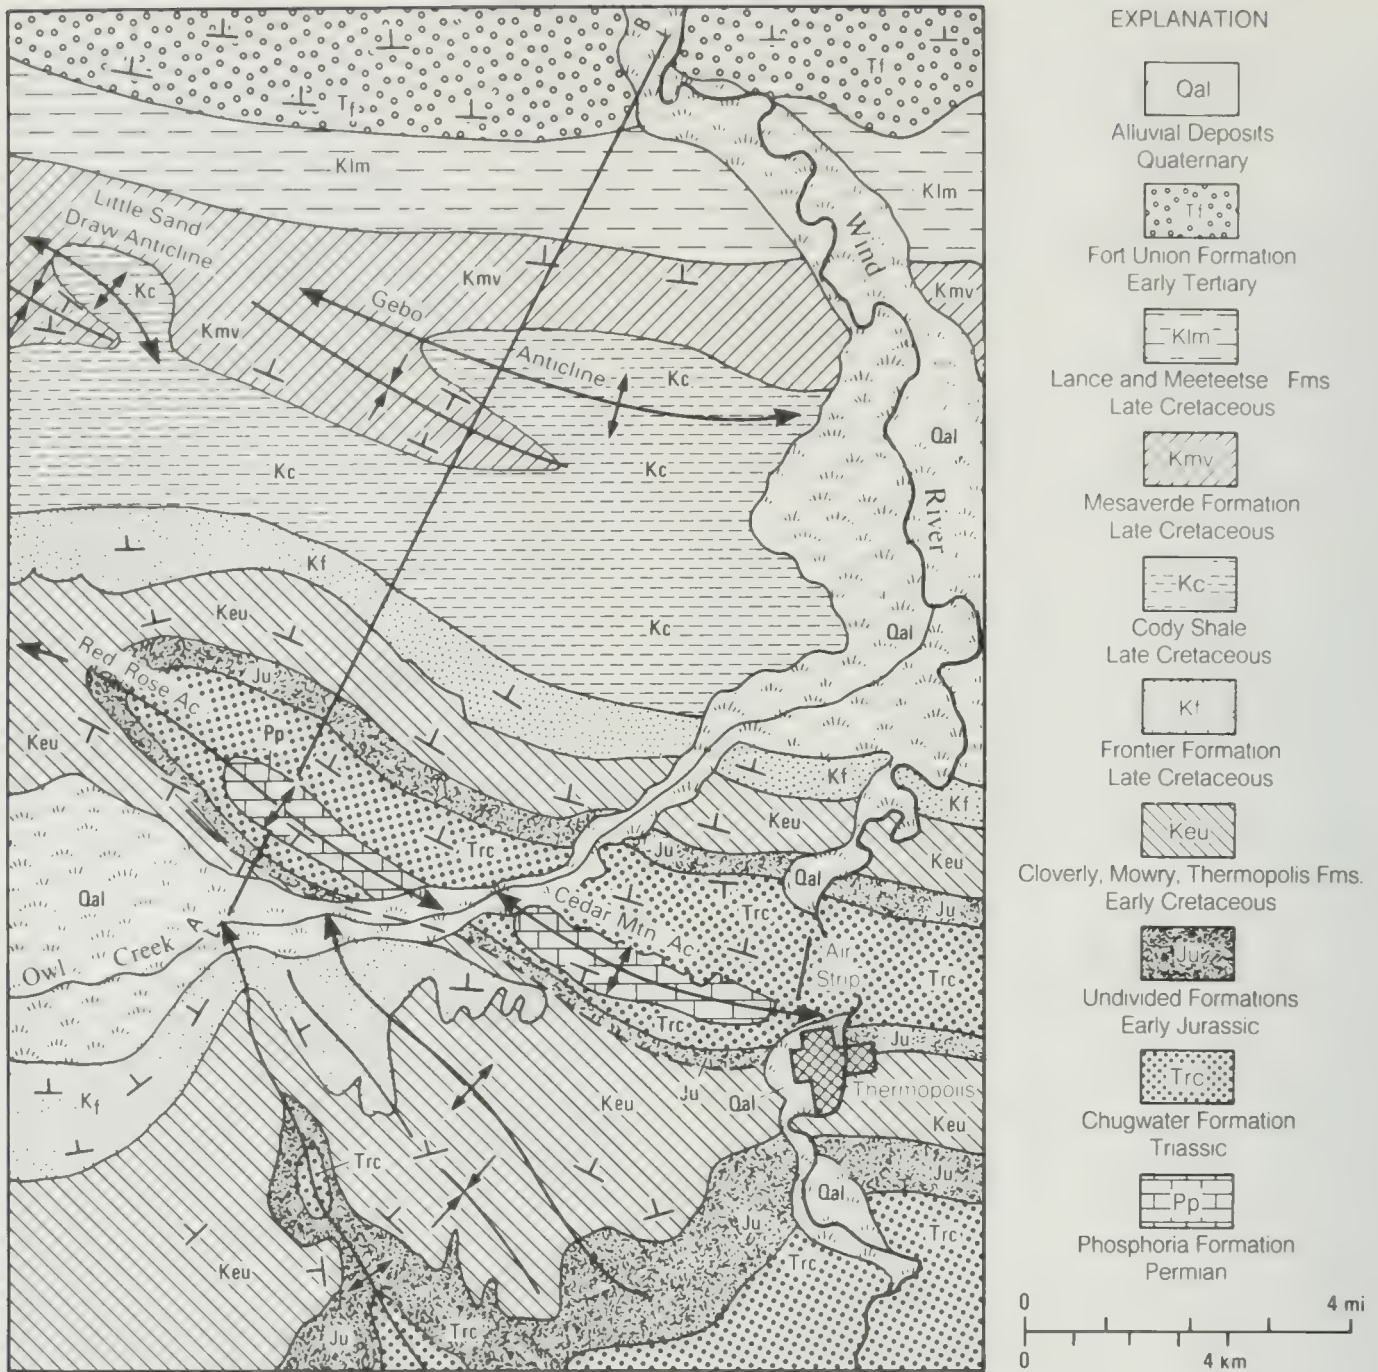 B
Tf
Tf
Klm
Klm
Little Sand
Draw Anticline
Wind
Kc
Kmv
Kmv
Gebo
Kmv
Anticline
Kc
Qal
Kc
Kc
River
Kf
Keu
Kc
Qal
Red Rose Ac
Ju
Pp
Keu
Kf
Kf
Keu
Trc
Ju
Keu
Qal
Qal
Cedar Mtn Ac
Trc
Ju
A
Owl Creek
Air
Strip
Trc
Trc
Ju
Kf
Keu
Ju
Qal
Thermopolis
Keu
Trc
Ju
Qal
Ju
Trc
Keu
Trc
Ju
Trc
EXPLANATION
Qal
Alluvial Deposits
Quaternary
Tf
Fort Union Formation
Early Tertiary
Klm
Lance and Meeteetse Fms
Late Cretaceous
Kmv
Mesaverde Formation
Late Cretaceous
Kc
Cody Shale
Late Cretaceous
Kf
Frontier Formation
Late Cretaceous
Keu
Cloverly, Mowry, Thermopolis Fms.
Early Cretaceous
Ju
Undivided Formations
Early Jurassic
Trc
Chugwater Formation
Triassic
Pp
Phosphoria Formation
Permian
0 4 mi
0 4 km